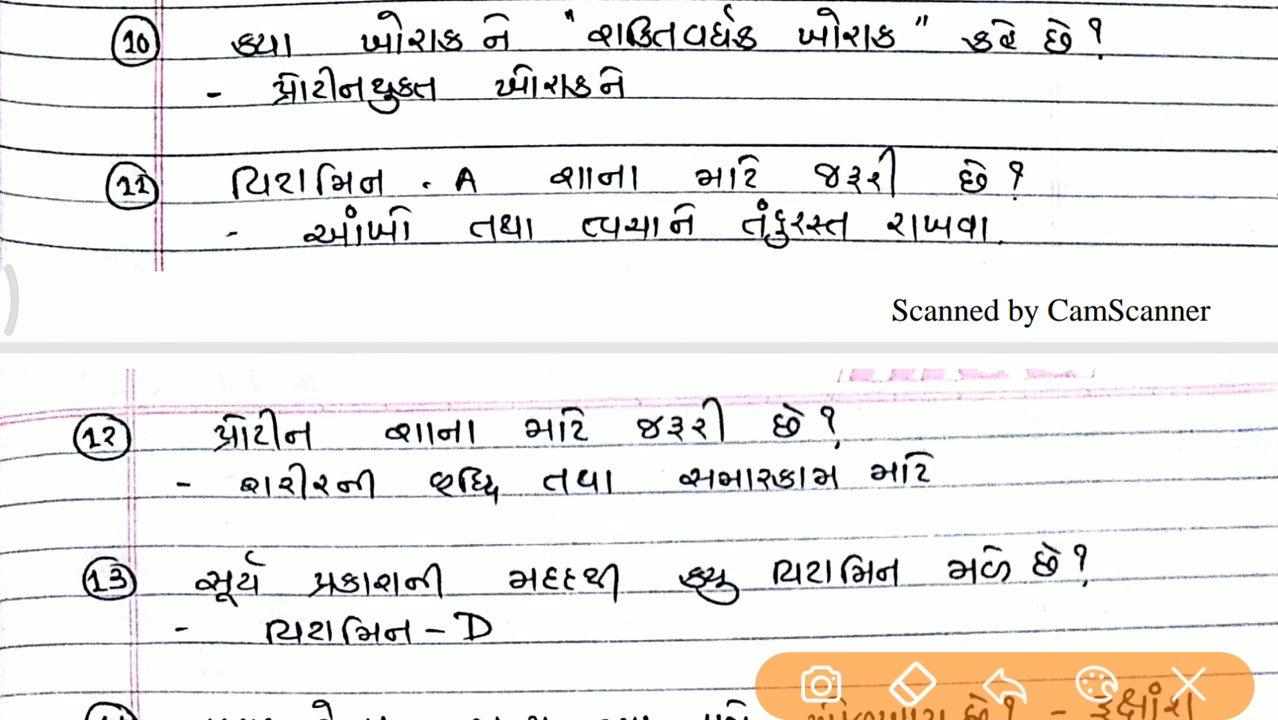 (10) ક્યા ખોરાક ને "શક્તિવર્ધક ખોરાક" કહે છે?
- પ્રોટીનયુક્ત ખોરાકને
(11) વિટામિન. A શાના માટે જરૂરી છે?
- આંખો તથા ત્વચાને તંદુરસ્ત રાખવા.
Scanned by CamScanner
(12) પ્રોટીન શાના માટે જરૂરી છે?
- શરીરની વૃધ્ધિ તથા સમારકામ માટે
(13) સૂર્ય પ્રકાશની મદદથી ક્યુ વિટામિન મળે છે?
- વિટામિન - D